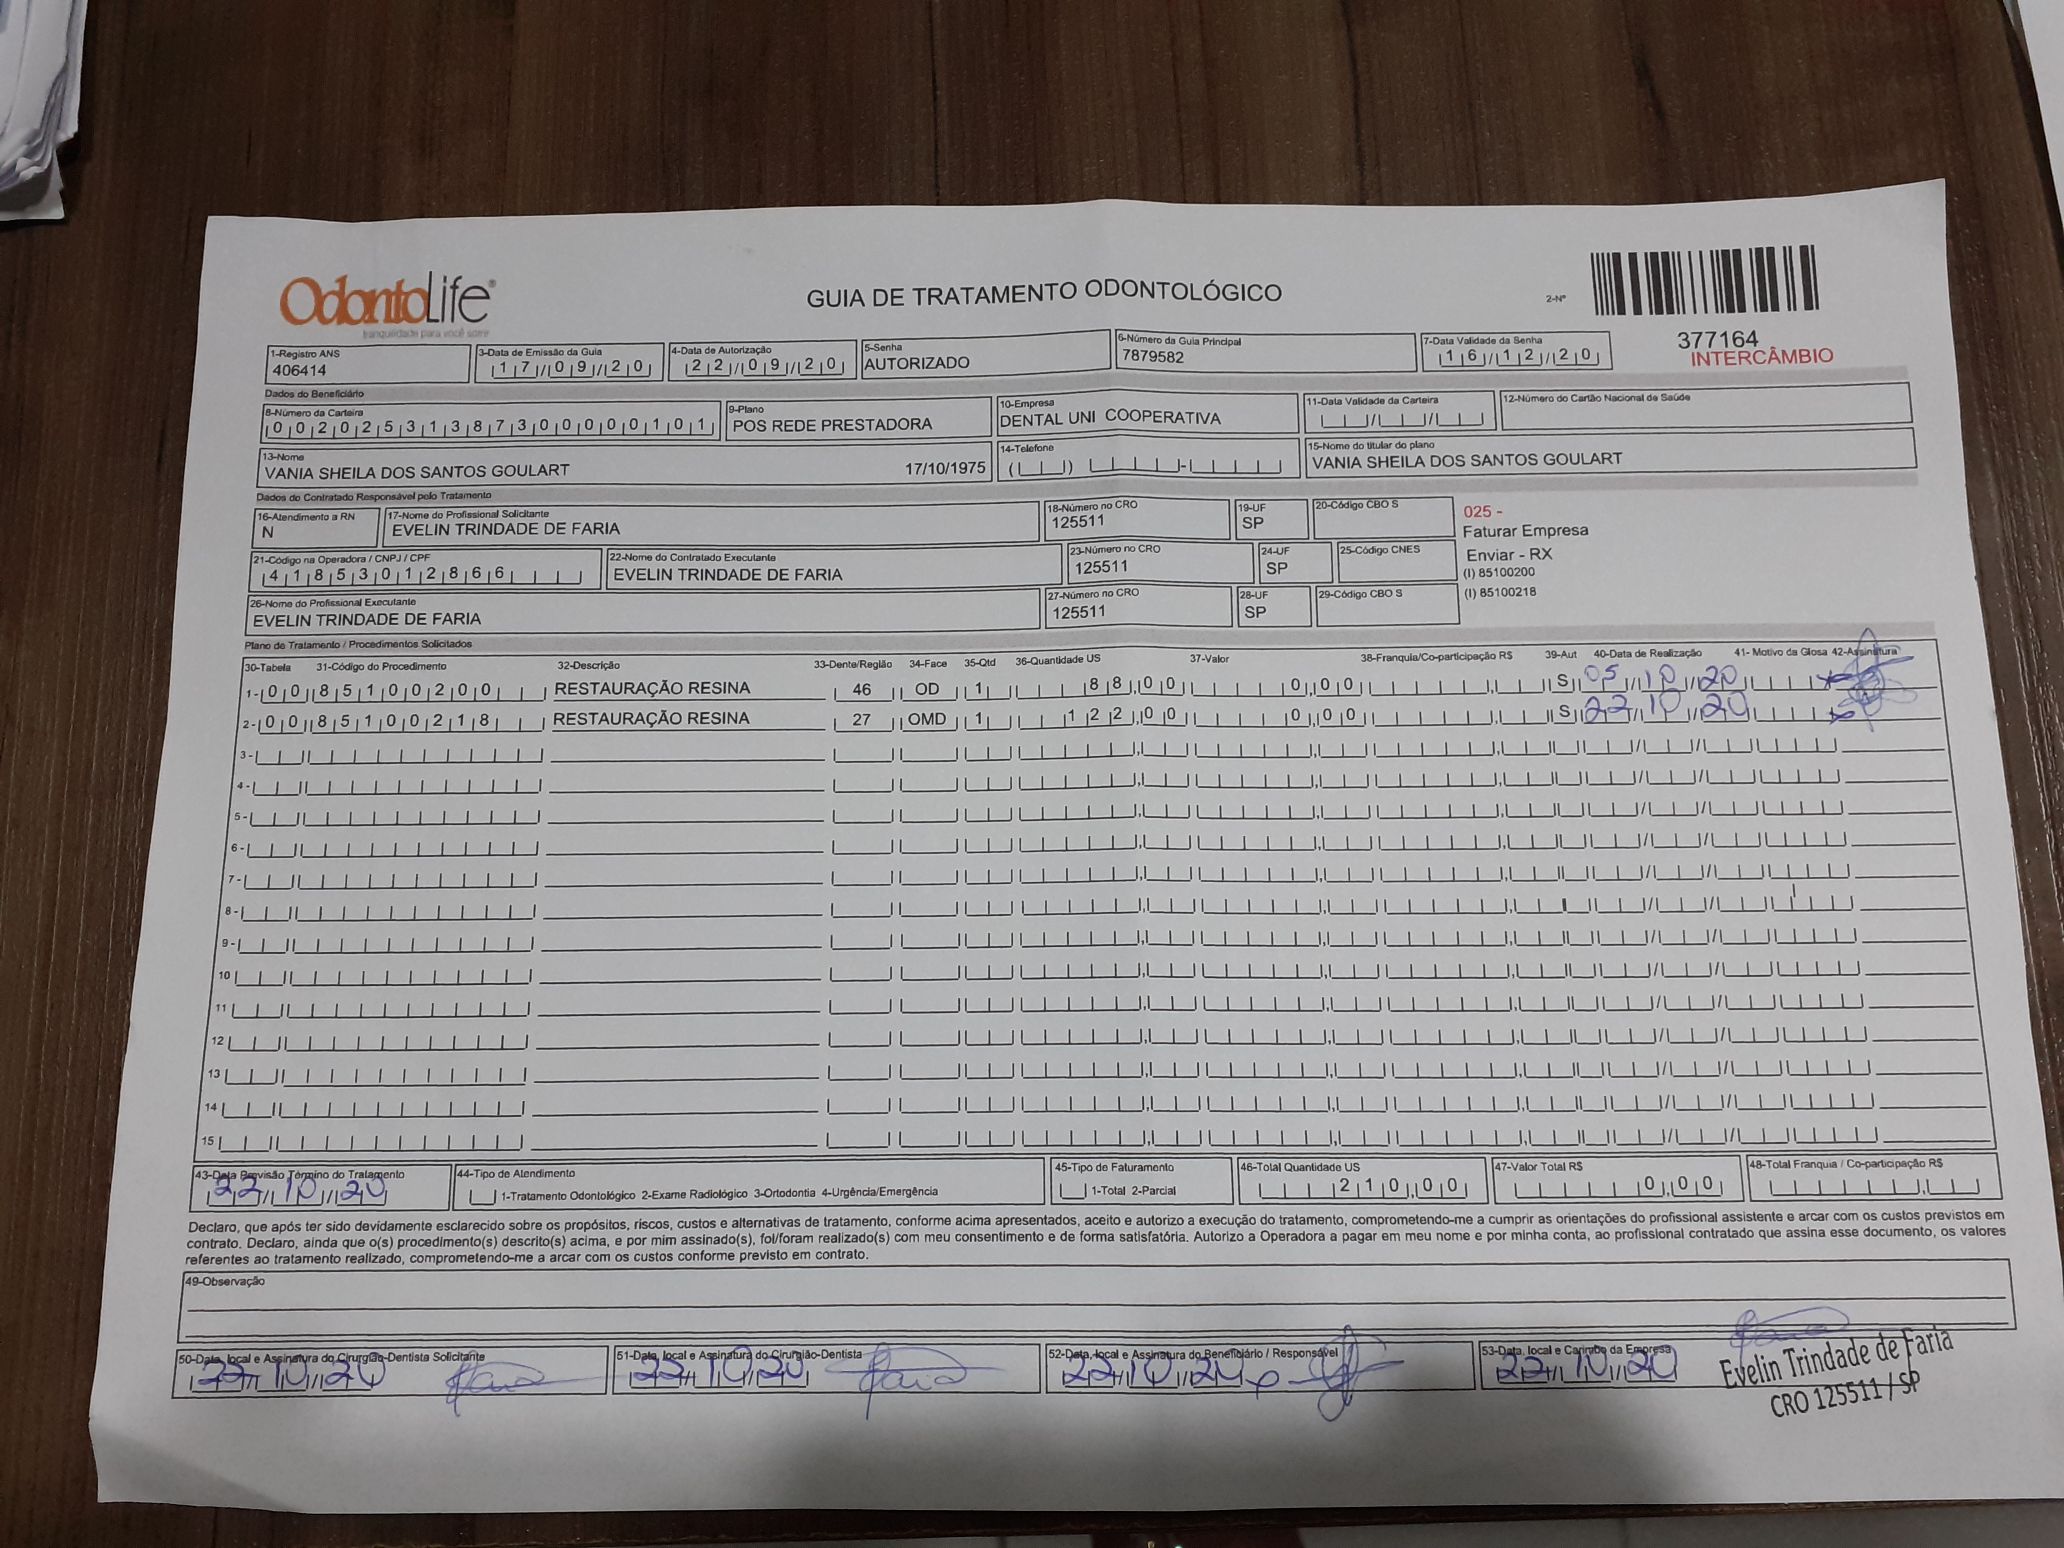 OdontoLife®
tranquilidade para você sorrir
GUIA DE TRATAMENTO ODONTOLÓGICO
2-Nº
377164
INTERCÂMBIO
1-Registro ANS
406414
3-Data de Emissão da Guia
17/09/20
4-Data de Autorização
22/09/20
5-Senha
AUTORIZADO
6-Número da Guia Principal
7879582
7-Data Validade da Senha
16/12/20
Dados do Beneficiário
8-Número da Carteira
00202531387300000101
9-Plano
POS REDE PRESTADORA
10-Empresa
DENTAL UNI COOPERATIVA
11-Data Validade da Carteira
12-Número do Cartão Nacional de Saúde
13-Nome
VANIA SHEILA DOS SANTOS GOULART 17/10/1975
14-Telefone
15-Nome do titular do plano
VANIA SHEILA DOS SANTOS GOULART
Dados do Contratado Responsável pelo Tratamento
16-Atendimento a RN
N
17-Nome do Profissional Solicitante
EVELIN TRINDADE DE FARIA
18-Número no CRO
125511
19-UF
SP
20-Código CBO S
025 -
Faturar Empresa
Enviar - RX
(I) 85100200
(I) 85100218
21-Código na Operadora / CNPJ / CPF
41853012866
22-Nome do Contratado Executante
EVELIN TRINDADE DE FARIA
23-Número no CRO
125511
24-UF
SP
25-Código CNES
26-Nome do Profissional Executante
EVELIN TRINDADE DE FARIA
27-Número no CRO
125511
28-UF
SP
29-Código CBO S
Plano de Tratamento / Procedimentos Solicitados
30-Tabela 31-Código do Procedimento 32-Descrição 33-Dente/Região 34-Face 35-Qtd 36-Quantidade US 37-Valor 38-Franquia/Co-participação R$ 39-Aut 40-Data de Realização 41- Motivo da Glosa 42-Assinatura
1- 00 85100200 RESTAURAÇÃO RESINA 46 OD 1 88,00 0,00 S 05/10/20
2- 00 85100218 RESTAURAÇÃO RESINA 27 OMD 1 122,00 0,00 S 22/10/20
3-
4-
5-
6-
7-
8-
9-
10
11
12
13
14
15
43-Data Previsão Término do Tratamento
22/10/20
44-Tipo de Atendimento
1-Tratamento Odontológico 2-Exame Radiológico 3-Ortodontia 4-Urgência/Emergência
45-Tipo de Faturamento
1-Total 2-Parcial
46-Total Quantidade US
210,00
47-Valor Total R$
0,00
48-Total Franquia / Co-participação R$
Declaro, que após ter sido devidamente esclarecido sobre os propósitos, riscos, custos e alternativas de tratamento, conforme acima apresentados, aceito e autorizo a execução do tratamento, comprometendo-me a cumprir as orientações do profissional assistente e arcar com os custos previstos em
contrato. Declaro, ainda que o(s) procedimento(s) descrito(s) acima, e por mim assinado(s), foi/foram realizado(s) com meu consentimento e de forma satisfatória. Autorizo a Operadora a pagar em meu nome e por minha conta, ao profissional contratado que assina esse documento, os valores
referentes ao tratamento realizado, comprometendo-me a arcar com os custos conforme previsto em contrato.
49-Observação
50-Data, local e Assinatura do Cirurgião-Dentista Solicitante
22/10/20
51-Data, local e Assinatura do Cirurgião-Dentista
22/10/20
52-Data, local e Assinatura do Beneficiário / Responsável
22/10/20
53-Data, local e Carimbo da Empresa
22/10/20
Evelin Trindade de Faria
CRO 125511 / SP